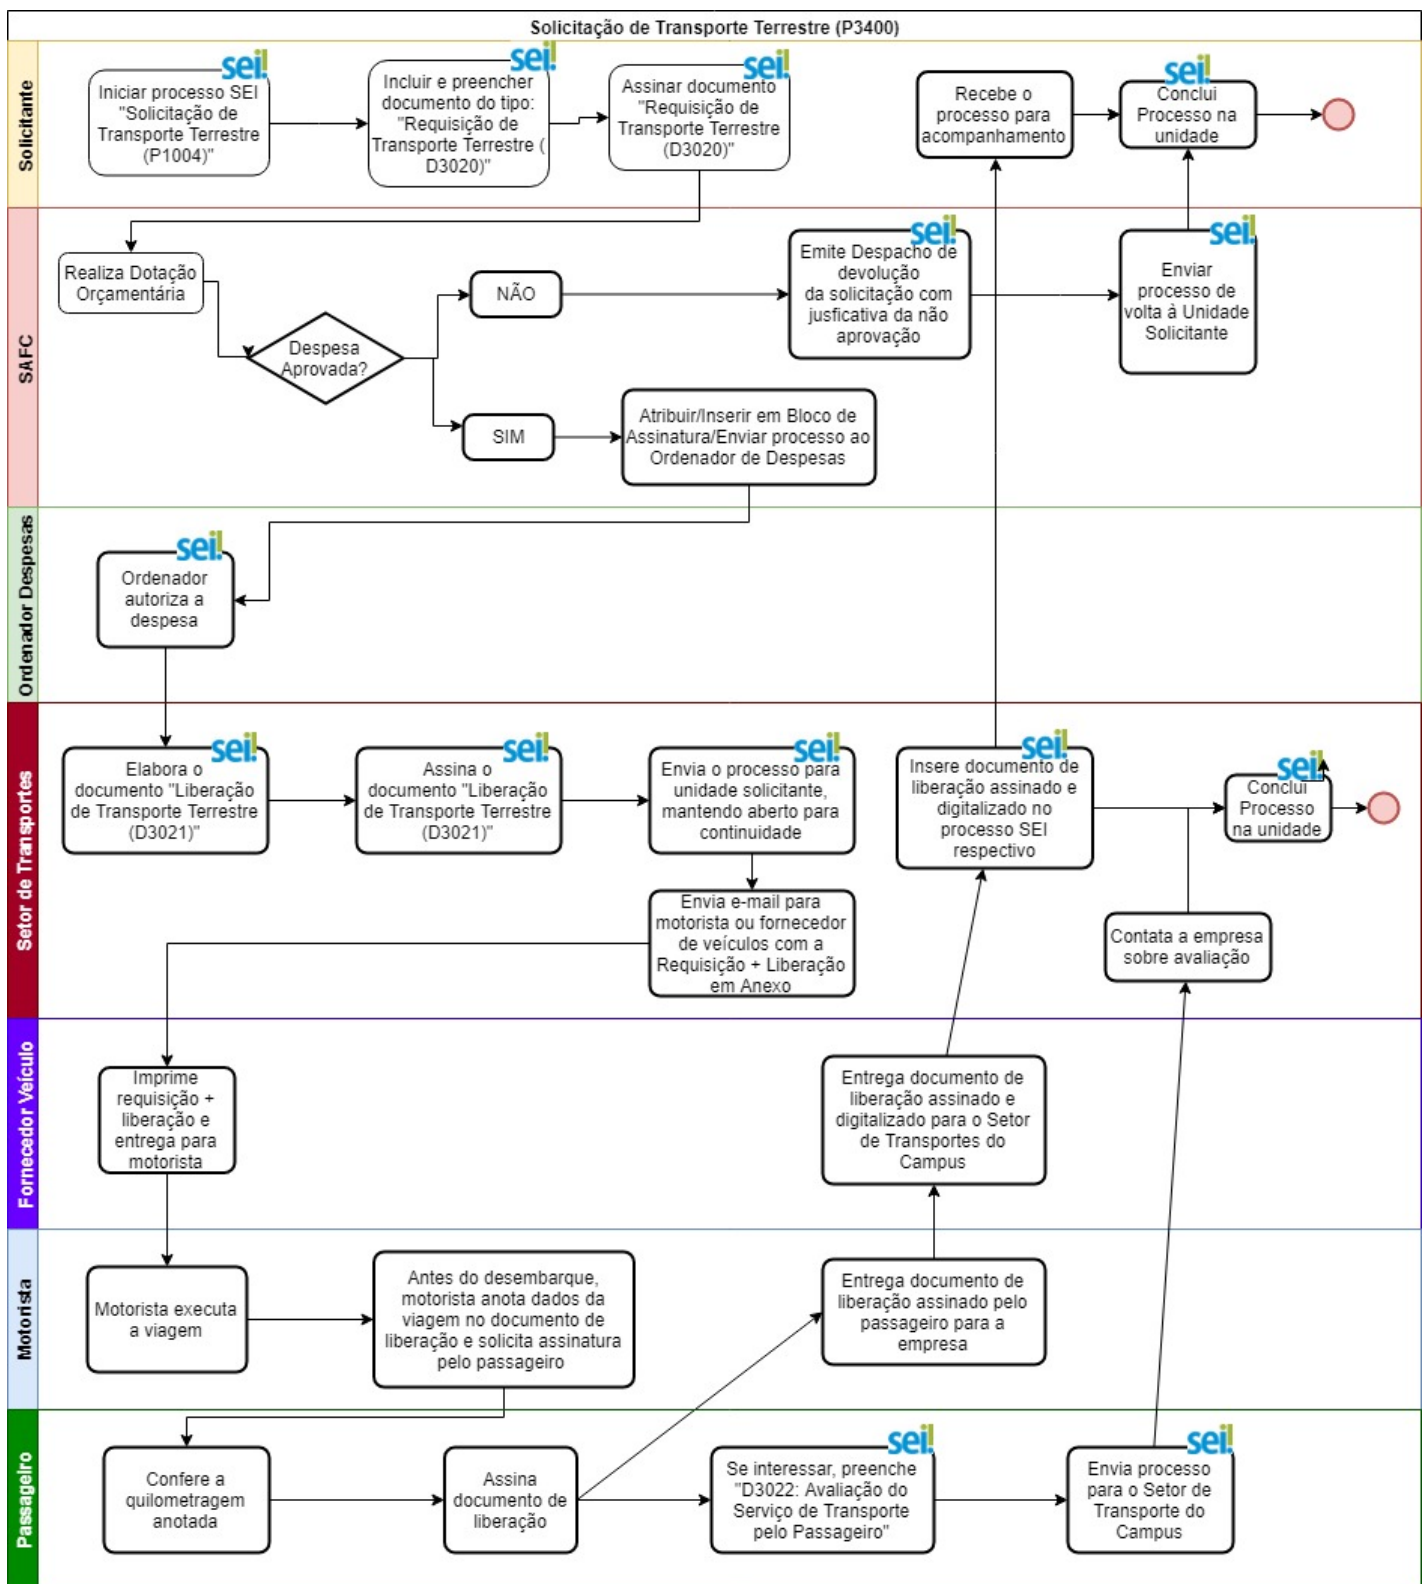 Solicitação de Transporte Terrestre (P3400)
Solicitante
sei!
Iniciar processo SEI
"Solicitação de
Transporte Terrestre
(P1004)"
sei!
Incluir e preencher
documento do tipo:
"Requisição de
Transporte Terrestre (
D3020)"
sei!
Assinar documento
"Requisição de
Transporte Terrestre
(D3020)"
Recebe o
processo para
acompanhamento
sei!
Conclui
Processo na
unidade
SAFC
Realiza Dotação
Orçamentária
Despesa
Aprovada?
NÃO
SIM
sei!
Emite Despacho de
devolução
da solicitação com
jusficativa da não
aprovação
sei!
Enviar
processo de
volta à Unidade
Solicitante
Atribuir/Inserir em Bloco de
Assinatura/Enviar processo ao
Ordenador de Despesas
Ordenador Despesas
sei!
Ordenador
autoriza a
despesa
Setor de Transportes
sei!
Elabora o
documento "Liberação
de Transporte Terrestre
(D3021)"
sei!
Assina o
documento "Liberação
de Transporte Terrestre
(D3021)"
sei!
Envia o processo para
unidade solicitante,
mantendo aberto para
continuidade
Envia e-mail para
motorista ou fornecedor
de veículos com a
Requisição + Liberação
em Anexo
sei!
Insere documento de
liberação assinado e
digitalizado no
processo SEI
respectivo
sei!
Conclui
Processo
na unidade
Contata a empresa
sobre avaliação
Fornecedor Veículo
Imprime
requisição +
liberação e
entrega para
motorista
Entrega documento de
liberação assinado e
digitalizado para o Setor
de Transportes do
Campus
Motorista
Motorista executa
a viagem
Antes do desembarque,
motorista anota dados da
viagem no documento de
liberação e solicita assinatura
pelo passageiro
Entrega documento de
liberação assinado pelo
passageiro para a
empresa
Passageiro
Confere a
quilometragem
anotada
Assina
documento de
liberação
sei!
Se interessar, preenche
"D3022: Avaliação do
Serviço de Transporte
pelo Passageiro"
sei!
Envia processo
para o Setor de
Transporte do
Campus